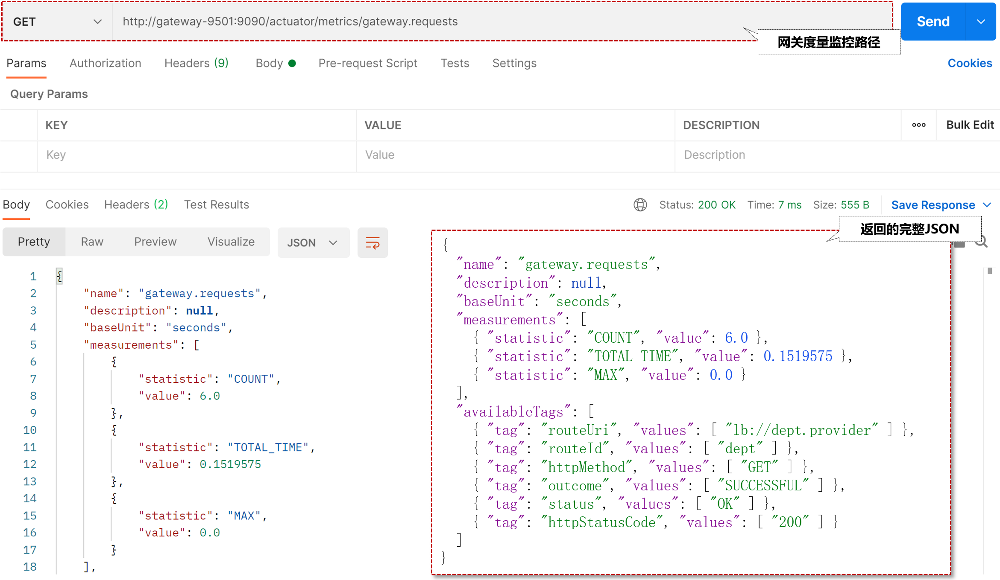 GET http://gateway-9501:9090/actuator/metrics/gateway.requests Send
网关度量监控路径
Params Authorization Headers (9) Body Pre-request Script Tests Settings Cookies
Query Params
KEY VALUE DESCRIPTION Bulk Edit
Key Value Description
Body Cookies Headers (2) Test Results Status: 200 OK Time: 7 ms Size: 555 B Save Response
返回的完整JSON
Pretty Raw Preview Visualize JSON
1 {
2 "name": "gateway.requests",
3 "description": null,
4 "baseUnit": "seconds",
5 "measurements": [
6 {
7 "statistic": "COUNT",
8 "value": 6.0
9 },
10 {
11 "statistic": "TOTAL_TIME",
12 "value": 0.1519575
13 },
14 {
15 "statistic": "MAX",
16 "value": 0.0
17 }
18 ],
{
"name": "gateway.requests",
"description": null,
"baseUnit": "seconds",
"measurements": [
{ "statistic": "COUNT", "value": 6.0 },
{ "statistic": "TOTAL_TIME", "value": 0.1519575 },
{ "statistic": "MAX", "value": 0.0 }
],
"availableTags": [
{ "tag": "routeUri", "values": [ "lb://dept.provider" ] },
{ "tag": "routeId", "values": [ "dept" ] },
{ "tag": "httpMethod", "values": [ "GET" ] },
{ "tag": "outcome", "values": [ "SUCCESSFUL" ] },
{ "tag": "status", "values": [ "OK" ] },
{ "tag": "httpStatusCode", "values": [ "200" ] }
]
}